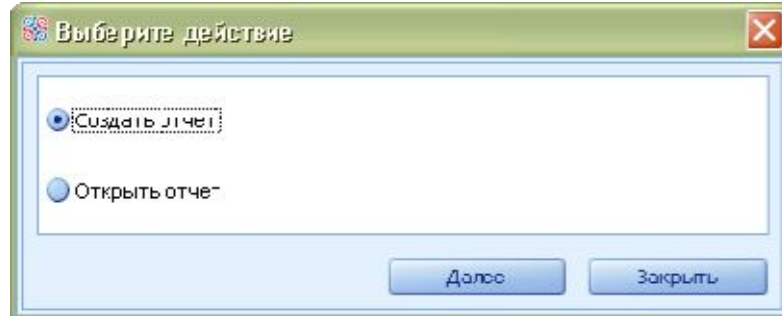 Выберите действие
Создать отчет
Открыть отчет
Далее Закрыть